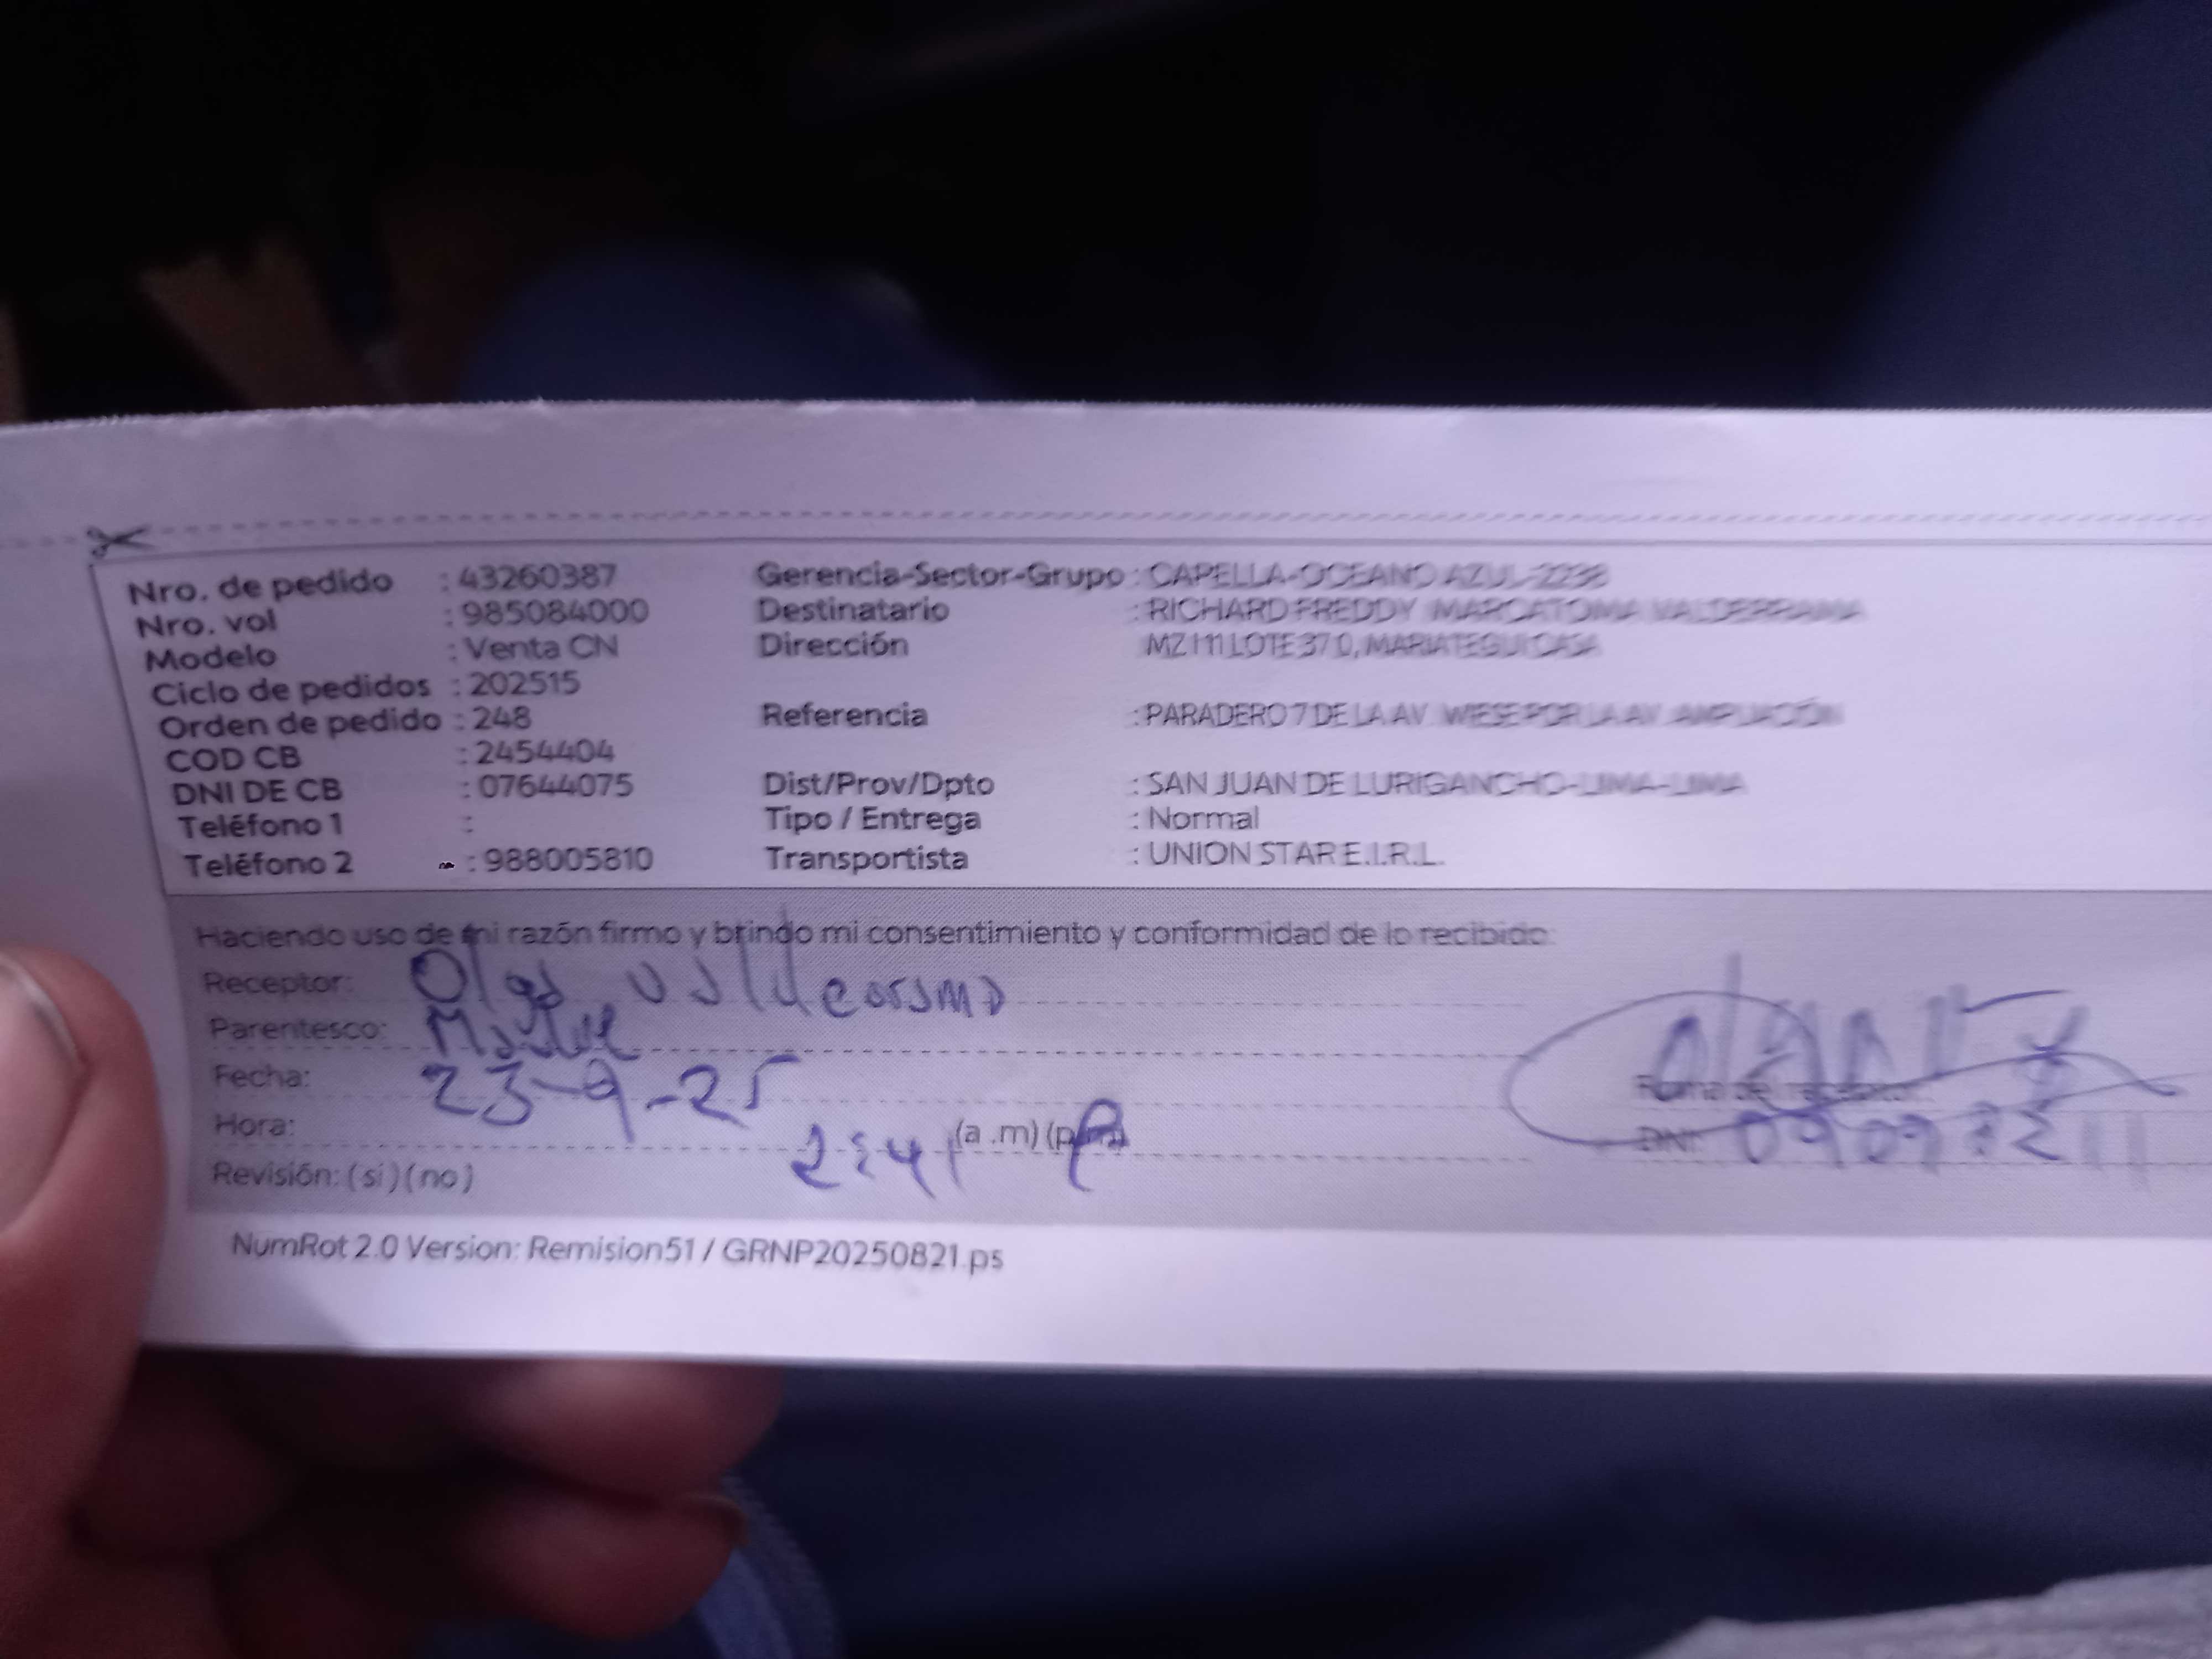 Nro. de pedido : 43260387 Gerencia-Sector-Grupo : CAPELLA-OCEANO AZUL-2238
Nro. vol : 985084000 Destinatario : RICHARD FREDDY MARCATOMA VALDERRAMA
Modelo : Venta CN Dirección MZ I11 LOTE 37 0, MARIATEGUI CASA
Ciclo de pedidos : 202515
Orden de pedido : 248 Referencia : PARADERO 7 DE LA AV. WIESE POR LA AV. AMPLIACIÓN
COD CB : 2454404
DNI DE CB : 07644075 Dist/Prov/Dpto : SAN JUAN DE LURIGANCHO-LIMA-LIMA
Teléfono 1 : Tipo / Entrega : Normal
Teléfono 2 : 988005810 Transportista : UNION STAR E.I.R.L.
Haciendo uso de mi razón firmo y brindo mi consentimiento y conformidad de lo recibido:
Receptor: Olga
Parentesco: Madre
Fecha: 23-9-25
Hora: 2:41 (a .m) (p.m)
Firma de receptor
DNI:
Revisión: (si) (no)
NumRot 2.0 Version: Remision51 / GRNP20250821.ps